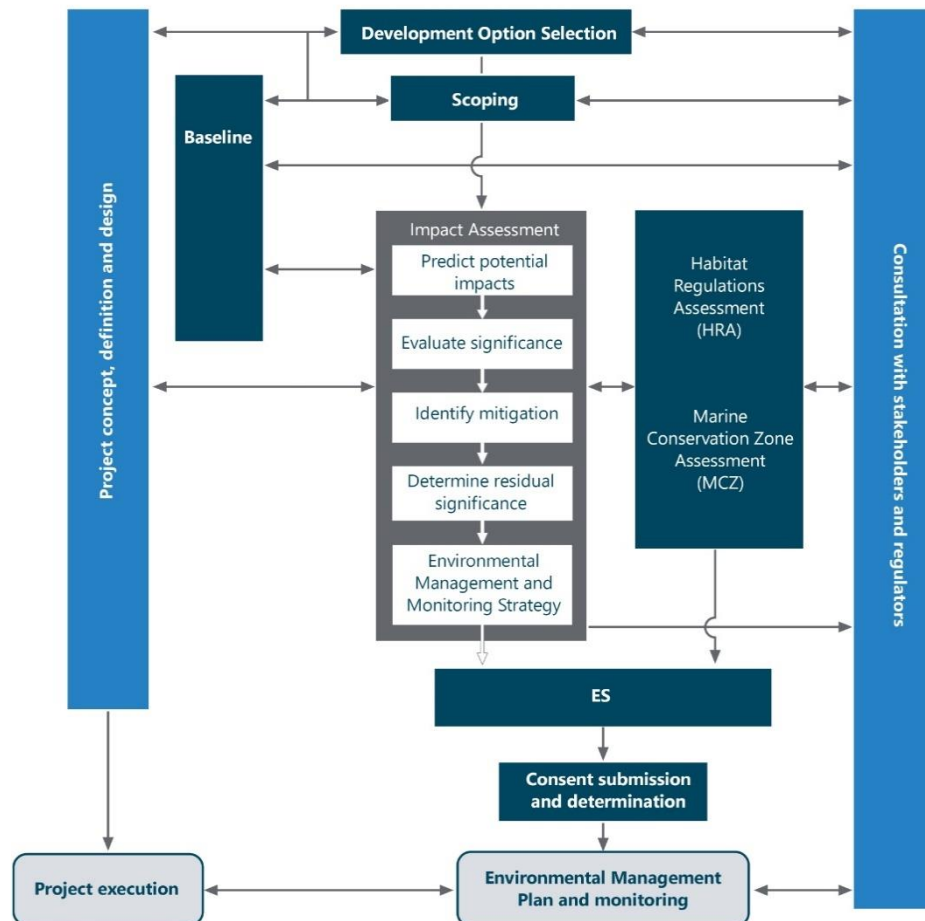 Development Option Selection
Scoping
Baseline
Project concept, definition and design
Consultation with stakeholders and regulators
Impact Assessment
Predict potential
impacts
Evaluate significance
Identify mitigation
Determine residual
significance
Environmental
Management and
Monitoring Strategy
Habitat
Regulations
Assessment
(HRA)
Marine
Conservation Zone
Assessment
(MCZ)
ES
Consent submission
and determination
Project execution
Environmental Management
Plan and monitoring